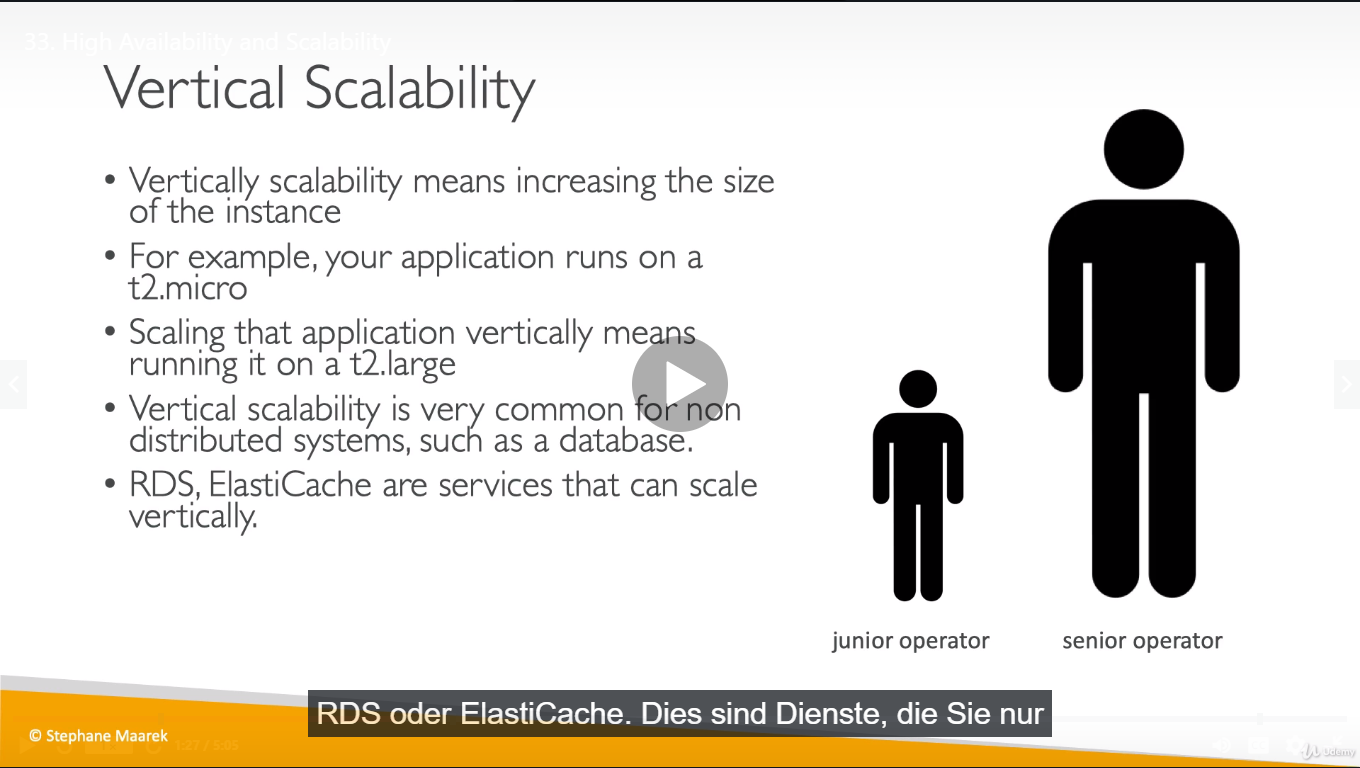 33. High Availability and Scalability
Vertical Scalability
• Vertically scalability means increasing the size
of the instance
• For example, your application runs on a
t2.micro
• Scaling that application vertically means
running it on a t2.large
• Vertical scalability is very common for non
distributed systems, such as a database.
• RDS, ElastiCache are services that can scale
vertically.
junior operator
senior operator
RDS oder ElastiCache. Dies sind Dienste, die Sie nur
© Stephane Maarek
1:27 / 5:05
Udemy